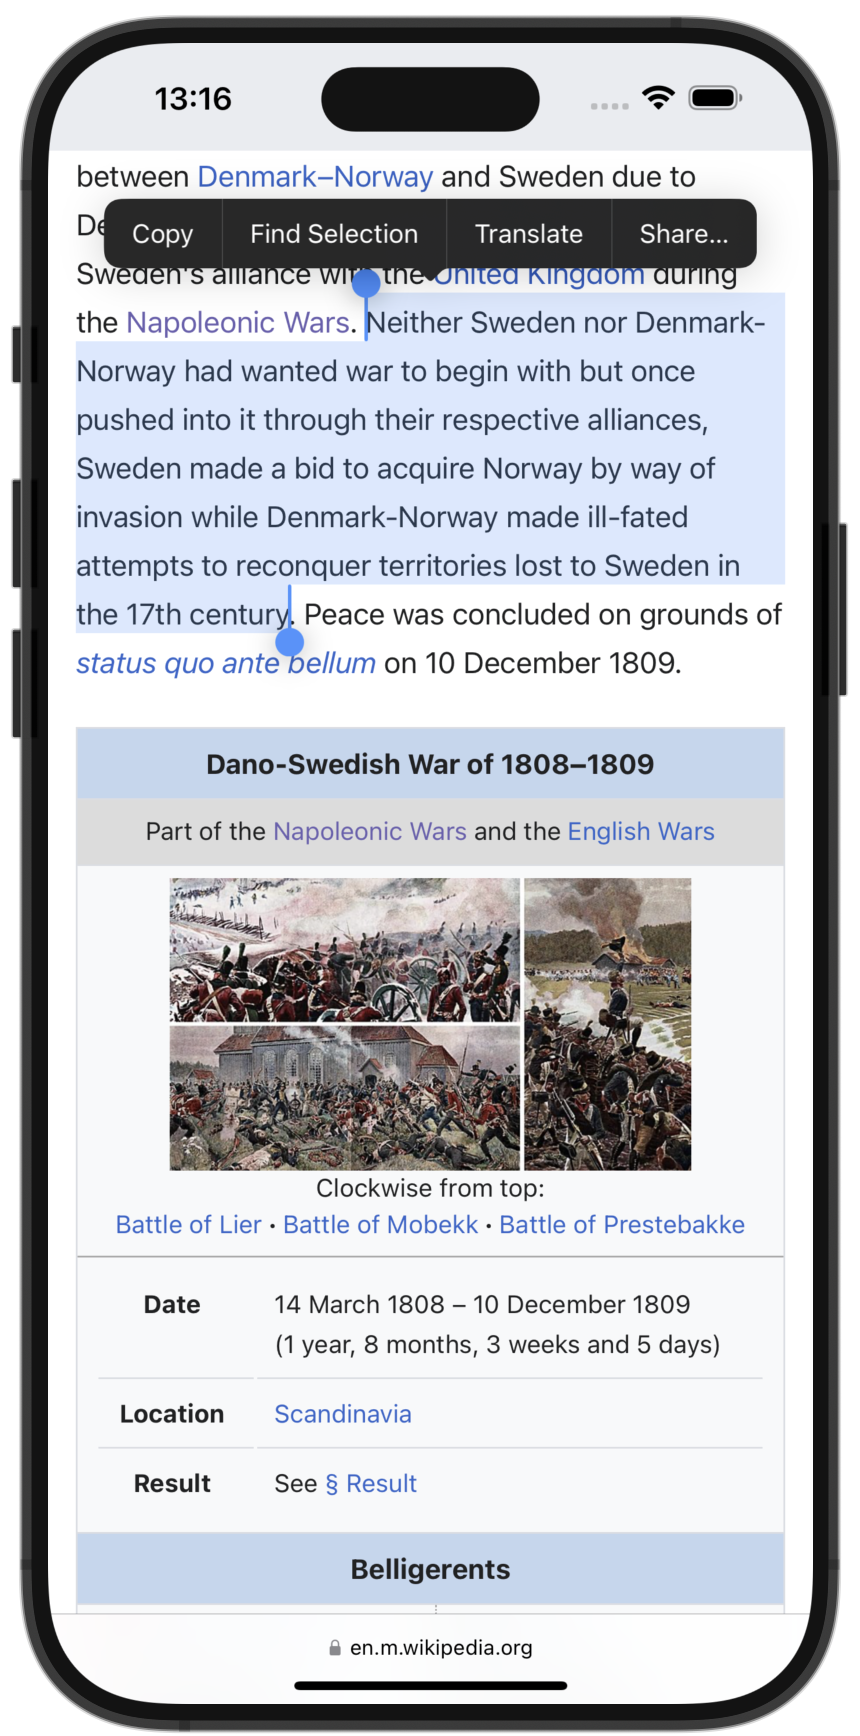 13:16
between Denmark–Norway and Sweden due to
De
Copy Find Selection Translate Share...
Sweden's alliance with the United Kingdom during
the Napoleonic Wars. Neither Sweden nor Denmark-
Norway had wanted war to begin with but once
pushed into it through their respective alliances,
Sweden made a bid to acquire Norway by way of
invasion while Denmark-Norway made ill-fated
attempts to reconquer territories lost to Sweden in
the 17th century. Peace was concluded on grounds of
status quo ante bellum on 10 December 1809.
Dano-Swedish War of 1808–1809
Part of the Napoleonic Wars and the English Wars
Clockwise from top:
Battle of Lier • Battle of Mobekk • Battle of Prestebakke
Date 14 March 1808 – 10 December 1809
(1 year, 8 months, 3 weeks and 5 days)
Location Scandinavia
Result See § Result
Belligerents
en.m.wikipedia.org